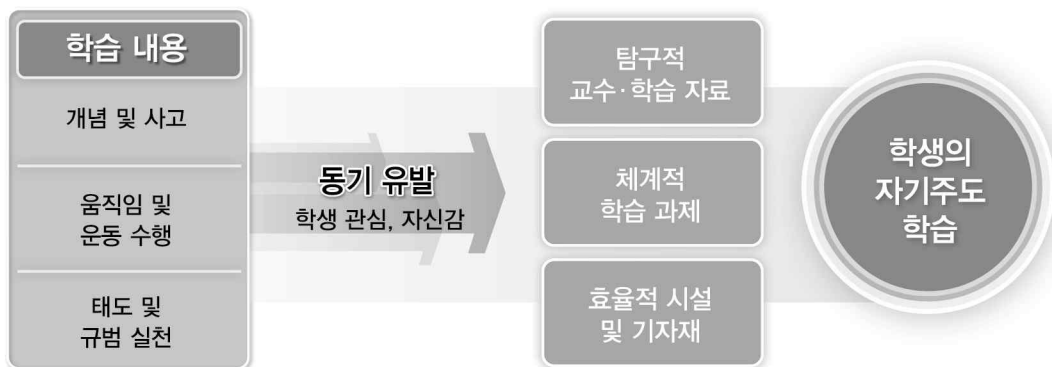 학습 내용
개념 및 사고
움직임 및
운동 수행
태도 및
규범 실천
동기 유발
학생 관심, 자신감
탐구적
교수·학습 자료
체계적
학습 과제
효율적 시설
및 기자재
학생의
자기주도
학습